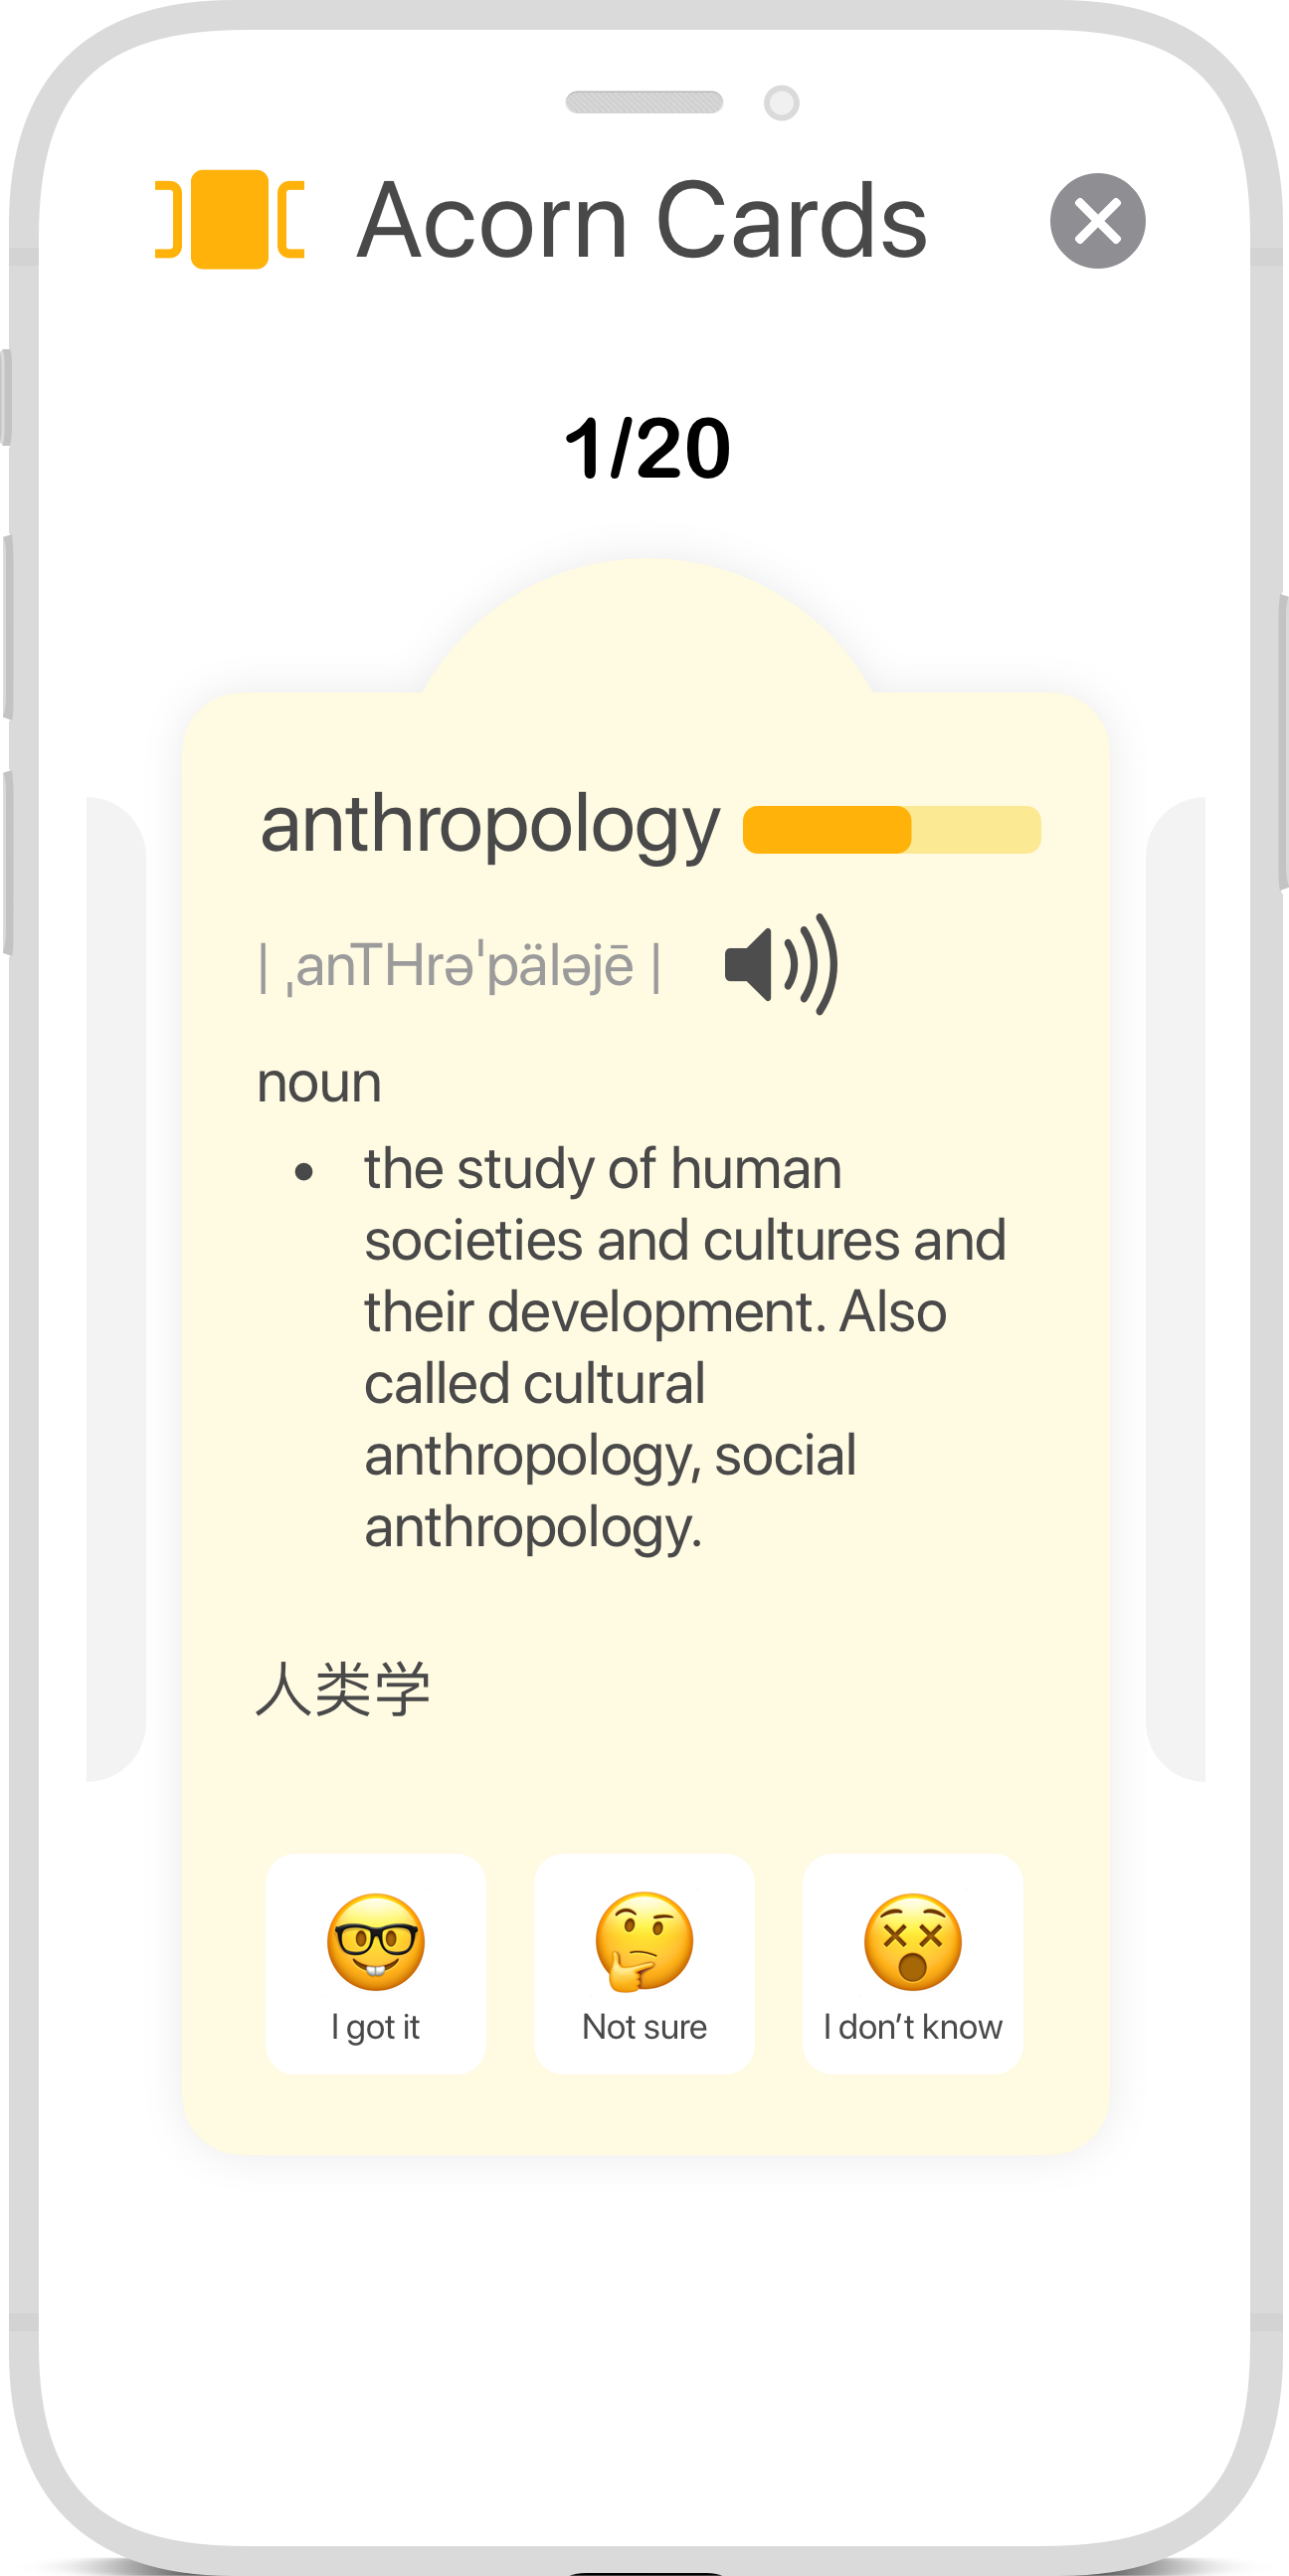 Acorn Cards
1/20
anthropology
| ˌanTHrəˈpäləjē |
noun
• the study of human
societies and cultures and
their development. Also
called cultural
anthropology, social
anthropology.
人类学
I got it
Not sure
I don’t know